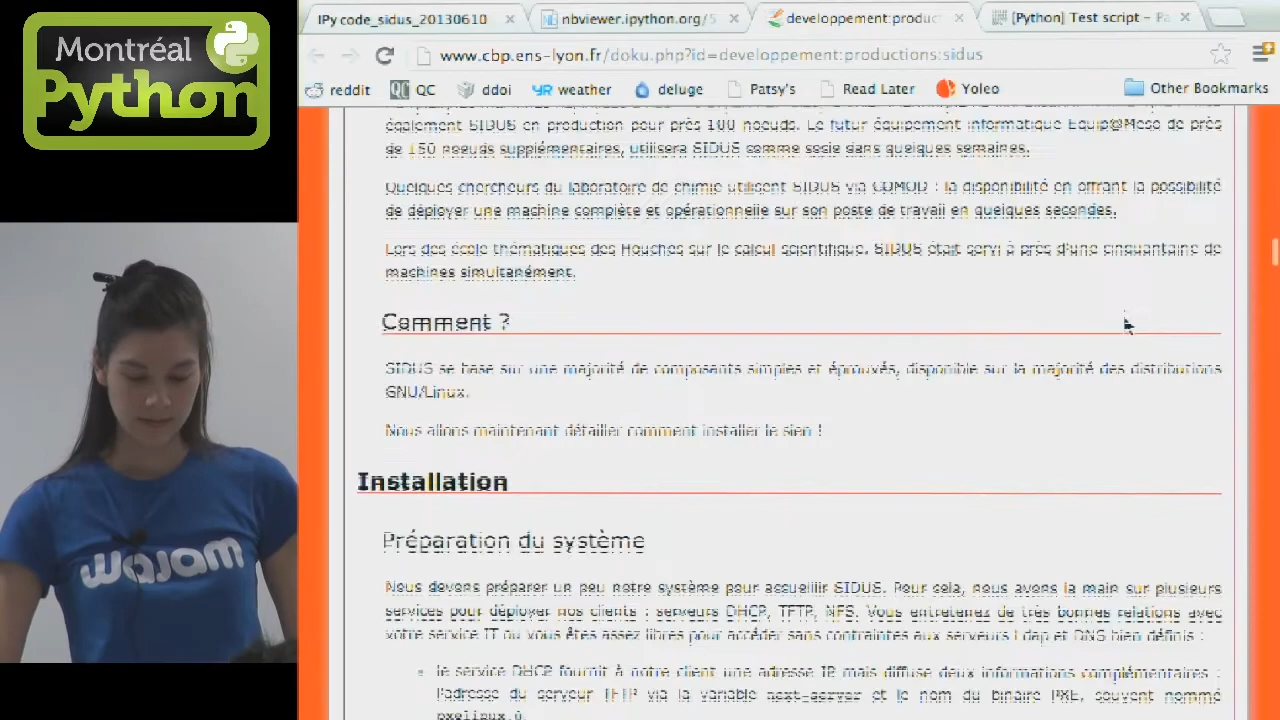 Montréal
Python
wajam
IPy code_sidus_20130610
nbviewer.ipython.org/5
developpement:produc
[Python] Test script – Pa
www.cbp.ens-lyon.fr/doku.php?id=developpement:productions:sidus
reddit QC ddoi weather deluge Patsy's Read Later Yoleo Other Bookmarks
également SIDUS en production pour près 100 noeuds. Le futur équipement informatique Equip@Meso de près
de 150 noeuds supplémentaires, utilisera SIDUS comme socle dans quelques semaines.
Quelques chercheurs du laboratoire de chimie utilisent SIDUS via COMOD : la disponibilité en offrant la possibilité
de déployer une machine complète et opérationnelle sur son poste de travail en quelques secondes.
Lors des école thématiques des Houches sur le calcul scientifique, SIDUS était servi à près d'une cinquantaine de
machines simultanément.
Comment ?
SIDUS se base sur une majorité de composants simples et éprouvés, disponible sur la majorité des distributions
GNU/Linux.
Nous allons maintenant détailler comment installer le sien !
Installation
Préparation du système
Nous devons préparer un peu notre système pour accueillir SIDUS. Pour cela, nous avons la main sur plusieurs
services pour déployer nos clients : serveurs DHCP, TFTP, NFS. Vous entretenez de très bonnes relations avec
votre service IT ou vous êtes assez libres pour accéder sans contraintes aux serveurs Ldap et DNS bien définis :
le service DHCP fournit à notre client une adresse IP mais diffuse deux informations complémentaires :
l'adresse du serveur TFTP via la variable next-server et le nom du binaire PXE, souvent nommé
pxelinux.0.